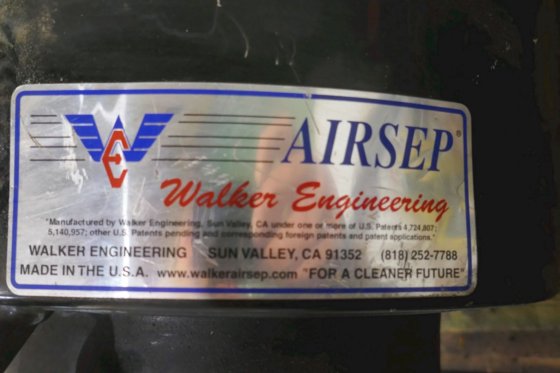 WE AIRSEP®
Walker Engineering
"Manufactured by Walker Engineering, Sun Valley, CA under one or more of U.S. Patents 4,724,807;
5,140,957; other U.S. Patents pending and corresponding foreign patents and patent applications."
WALKER ENGINEERING SUN VALLEY, CA 91352 (818) 252-7788
MADE IN THE U.S.A. www.walkerairsep.com "FOR A CLEANER FUTURE"